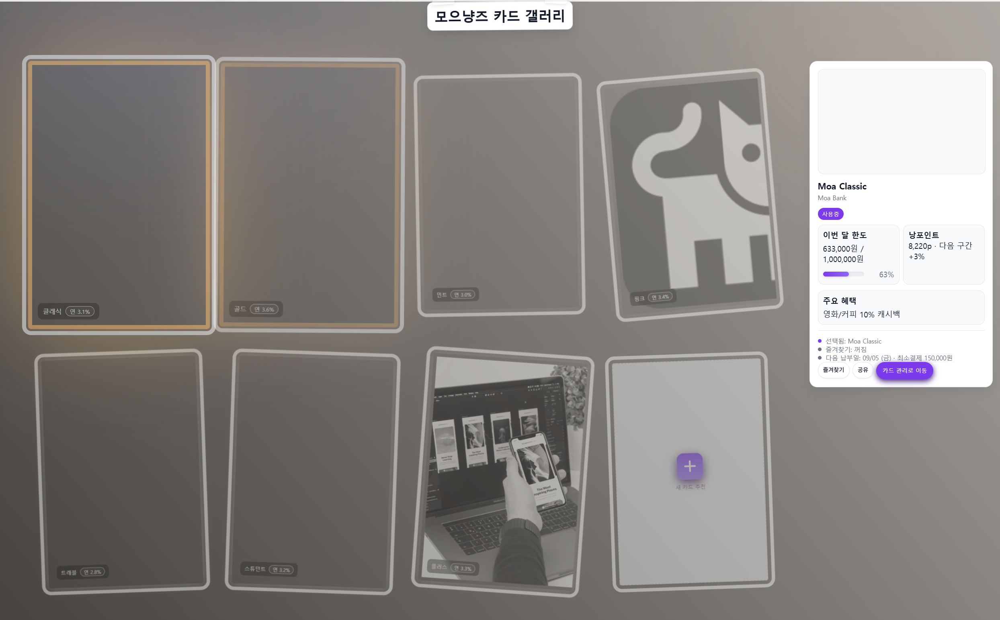 모으냥즈 카드 갤러리
클래식 연 3.1%
골드 연 3.6%
민트 연 3.0%
핑크 연 3.4%
트래블 연 2.8%
스튜던트 연 3.2%
플러스 연 3.3%
The Most
Inspiring Places
새 카드 추천
Moa Classic
Moa Bank
사용중
이번 달 한도
633,000원 /
1,000,000원
63%
냥포인트
8,220p · 다음 구간
+3%
주요 혜택
영화/커피 10% 캐시백
선택됨: Moa Classic
즐겨찾기: 꺼짐
다음 납부일: 09/05 (금) · 최소결제 150,000원
즐겨찾기
공유
카드 관리로 이동